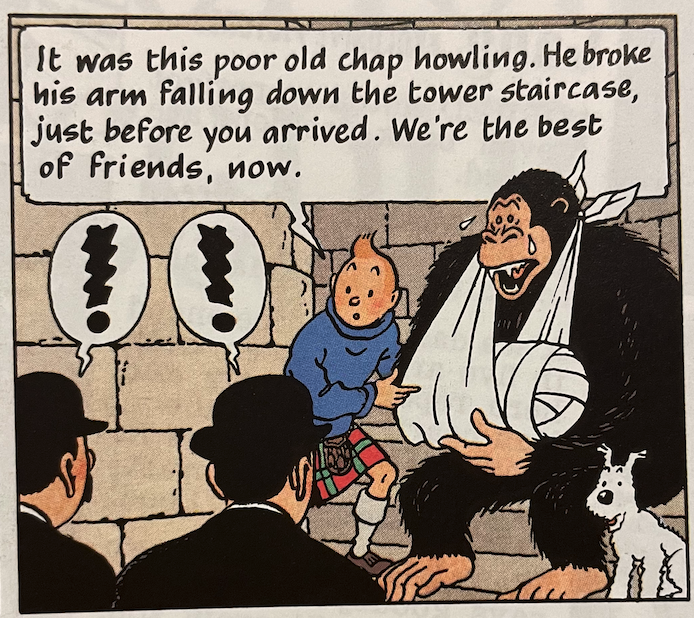 It was this poor old chap howling. He broke
his arm falling down the tower staircase,
just before you arrived. We're the best
of friends, now.
!
!